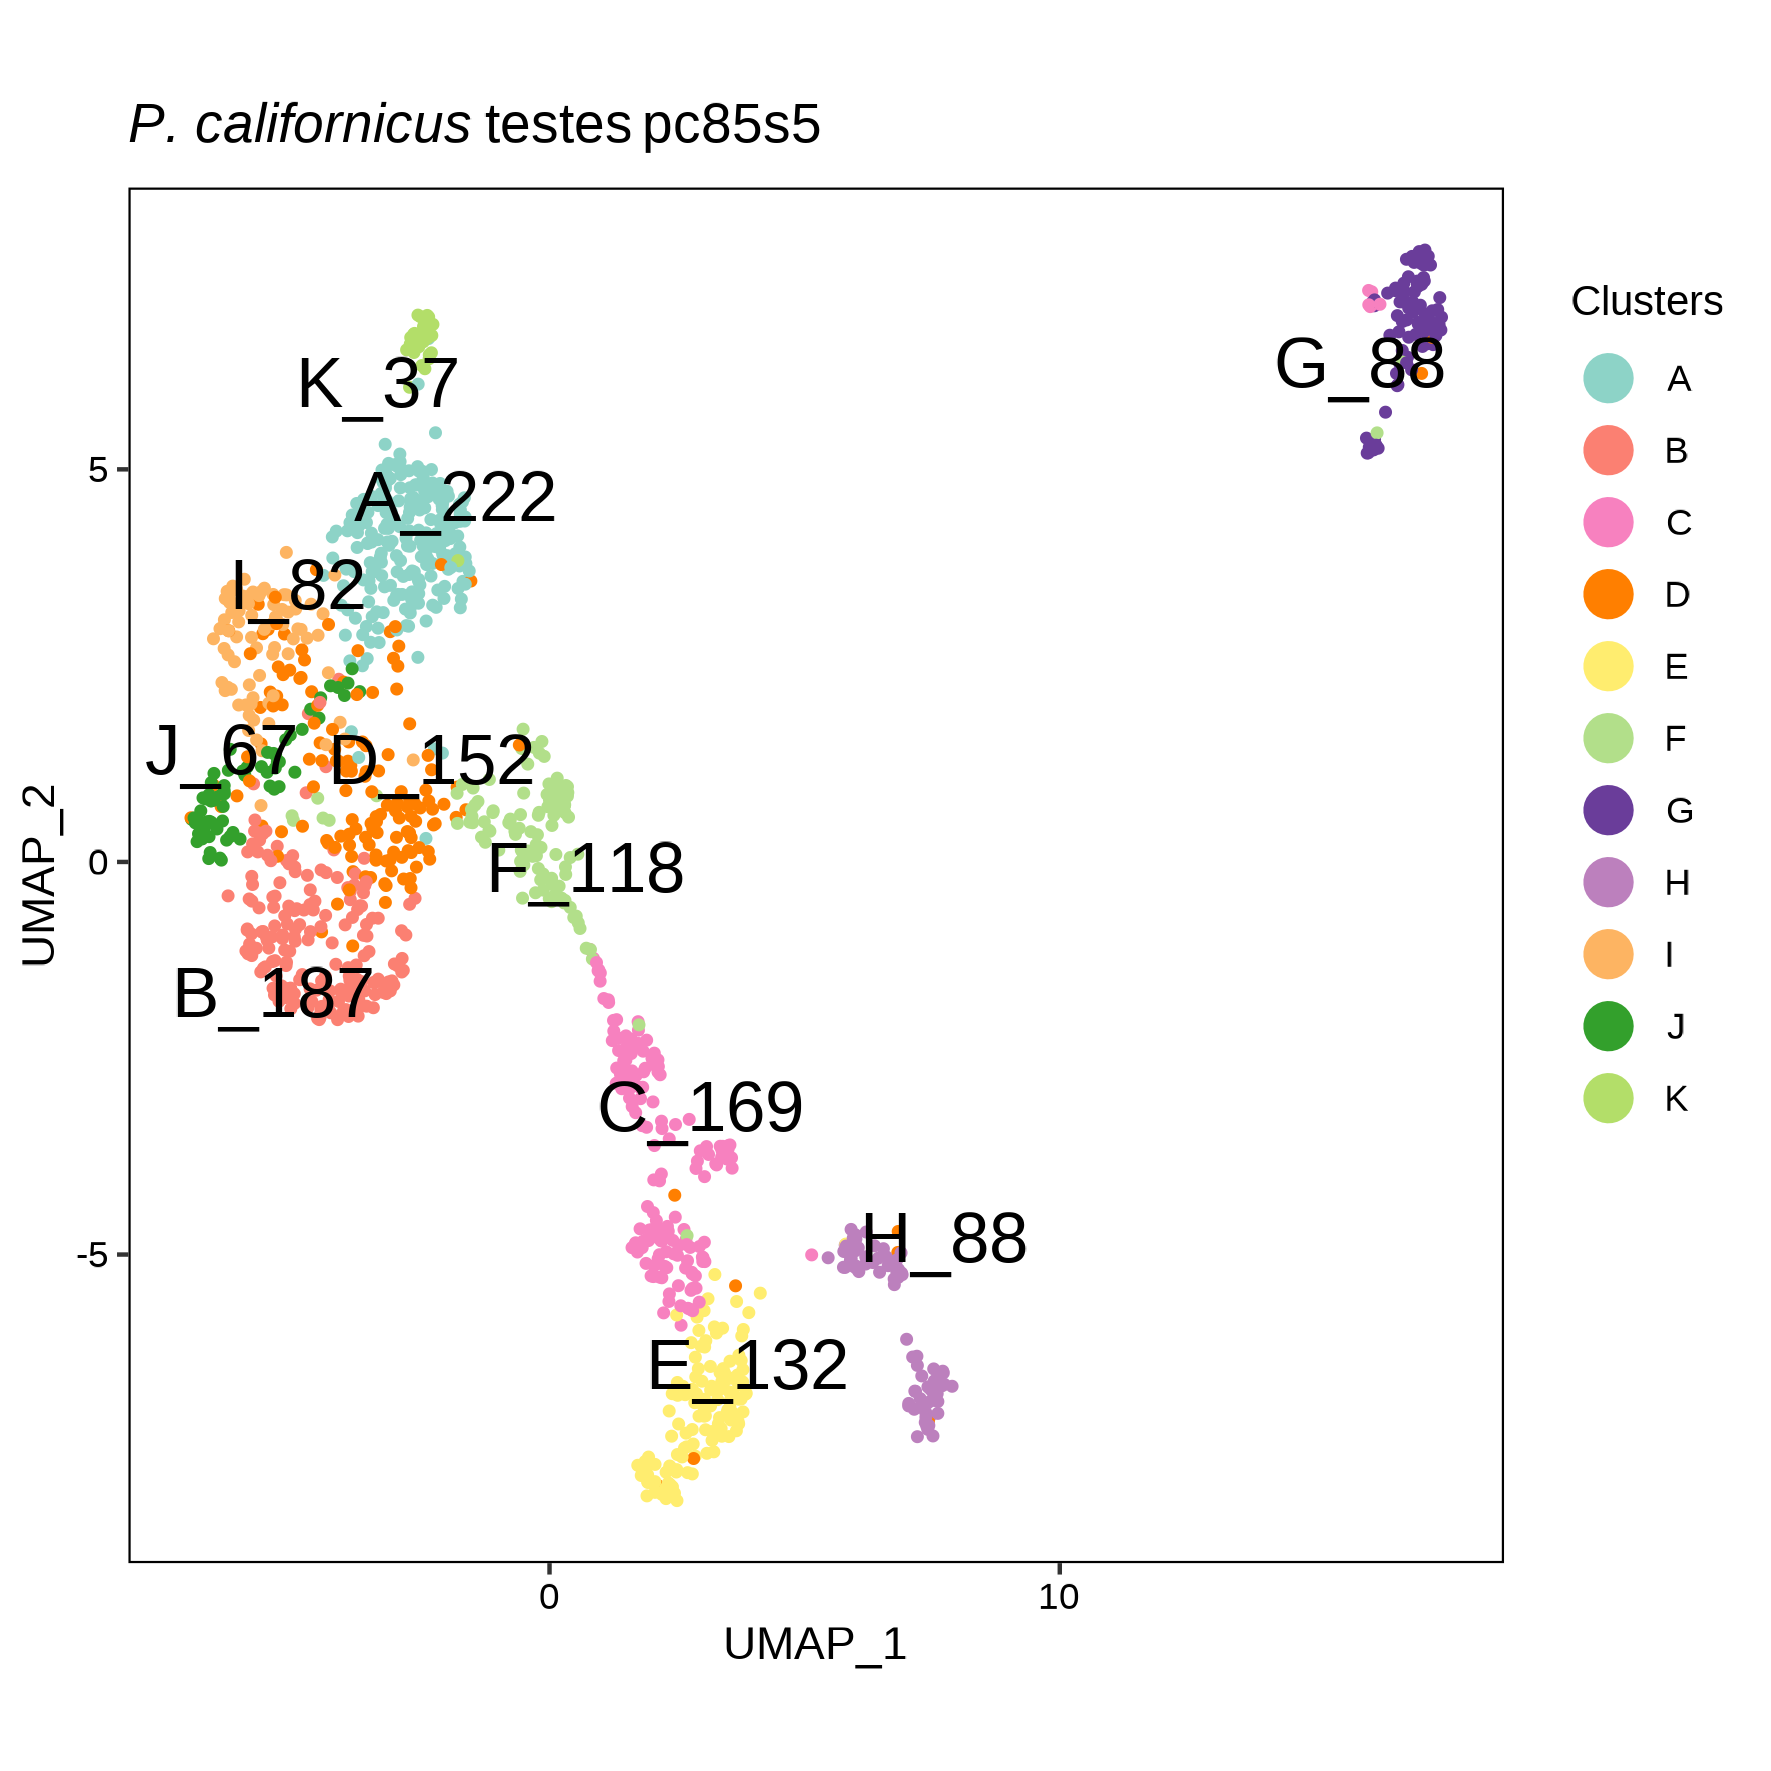 P. californicus testes pc85s5
K_37
G_88
A_222
I_82
J_67
D_152
F_118
B_187
C_169
H_88
E_132
5
0
-5
0
10
UMAP_1
UMAP_2
Clusters
A
B
C
D
E
F
G
H
I
J
K